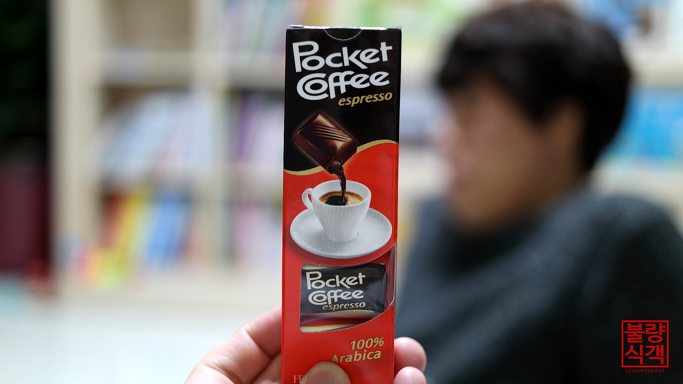 Pocket
Coffee
espresso
Pocket
Coffee
espresso
100%
Arabica
불량
식객